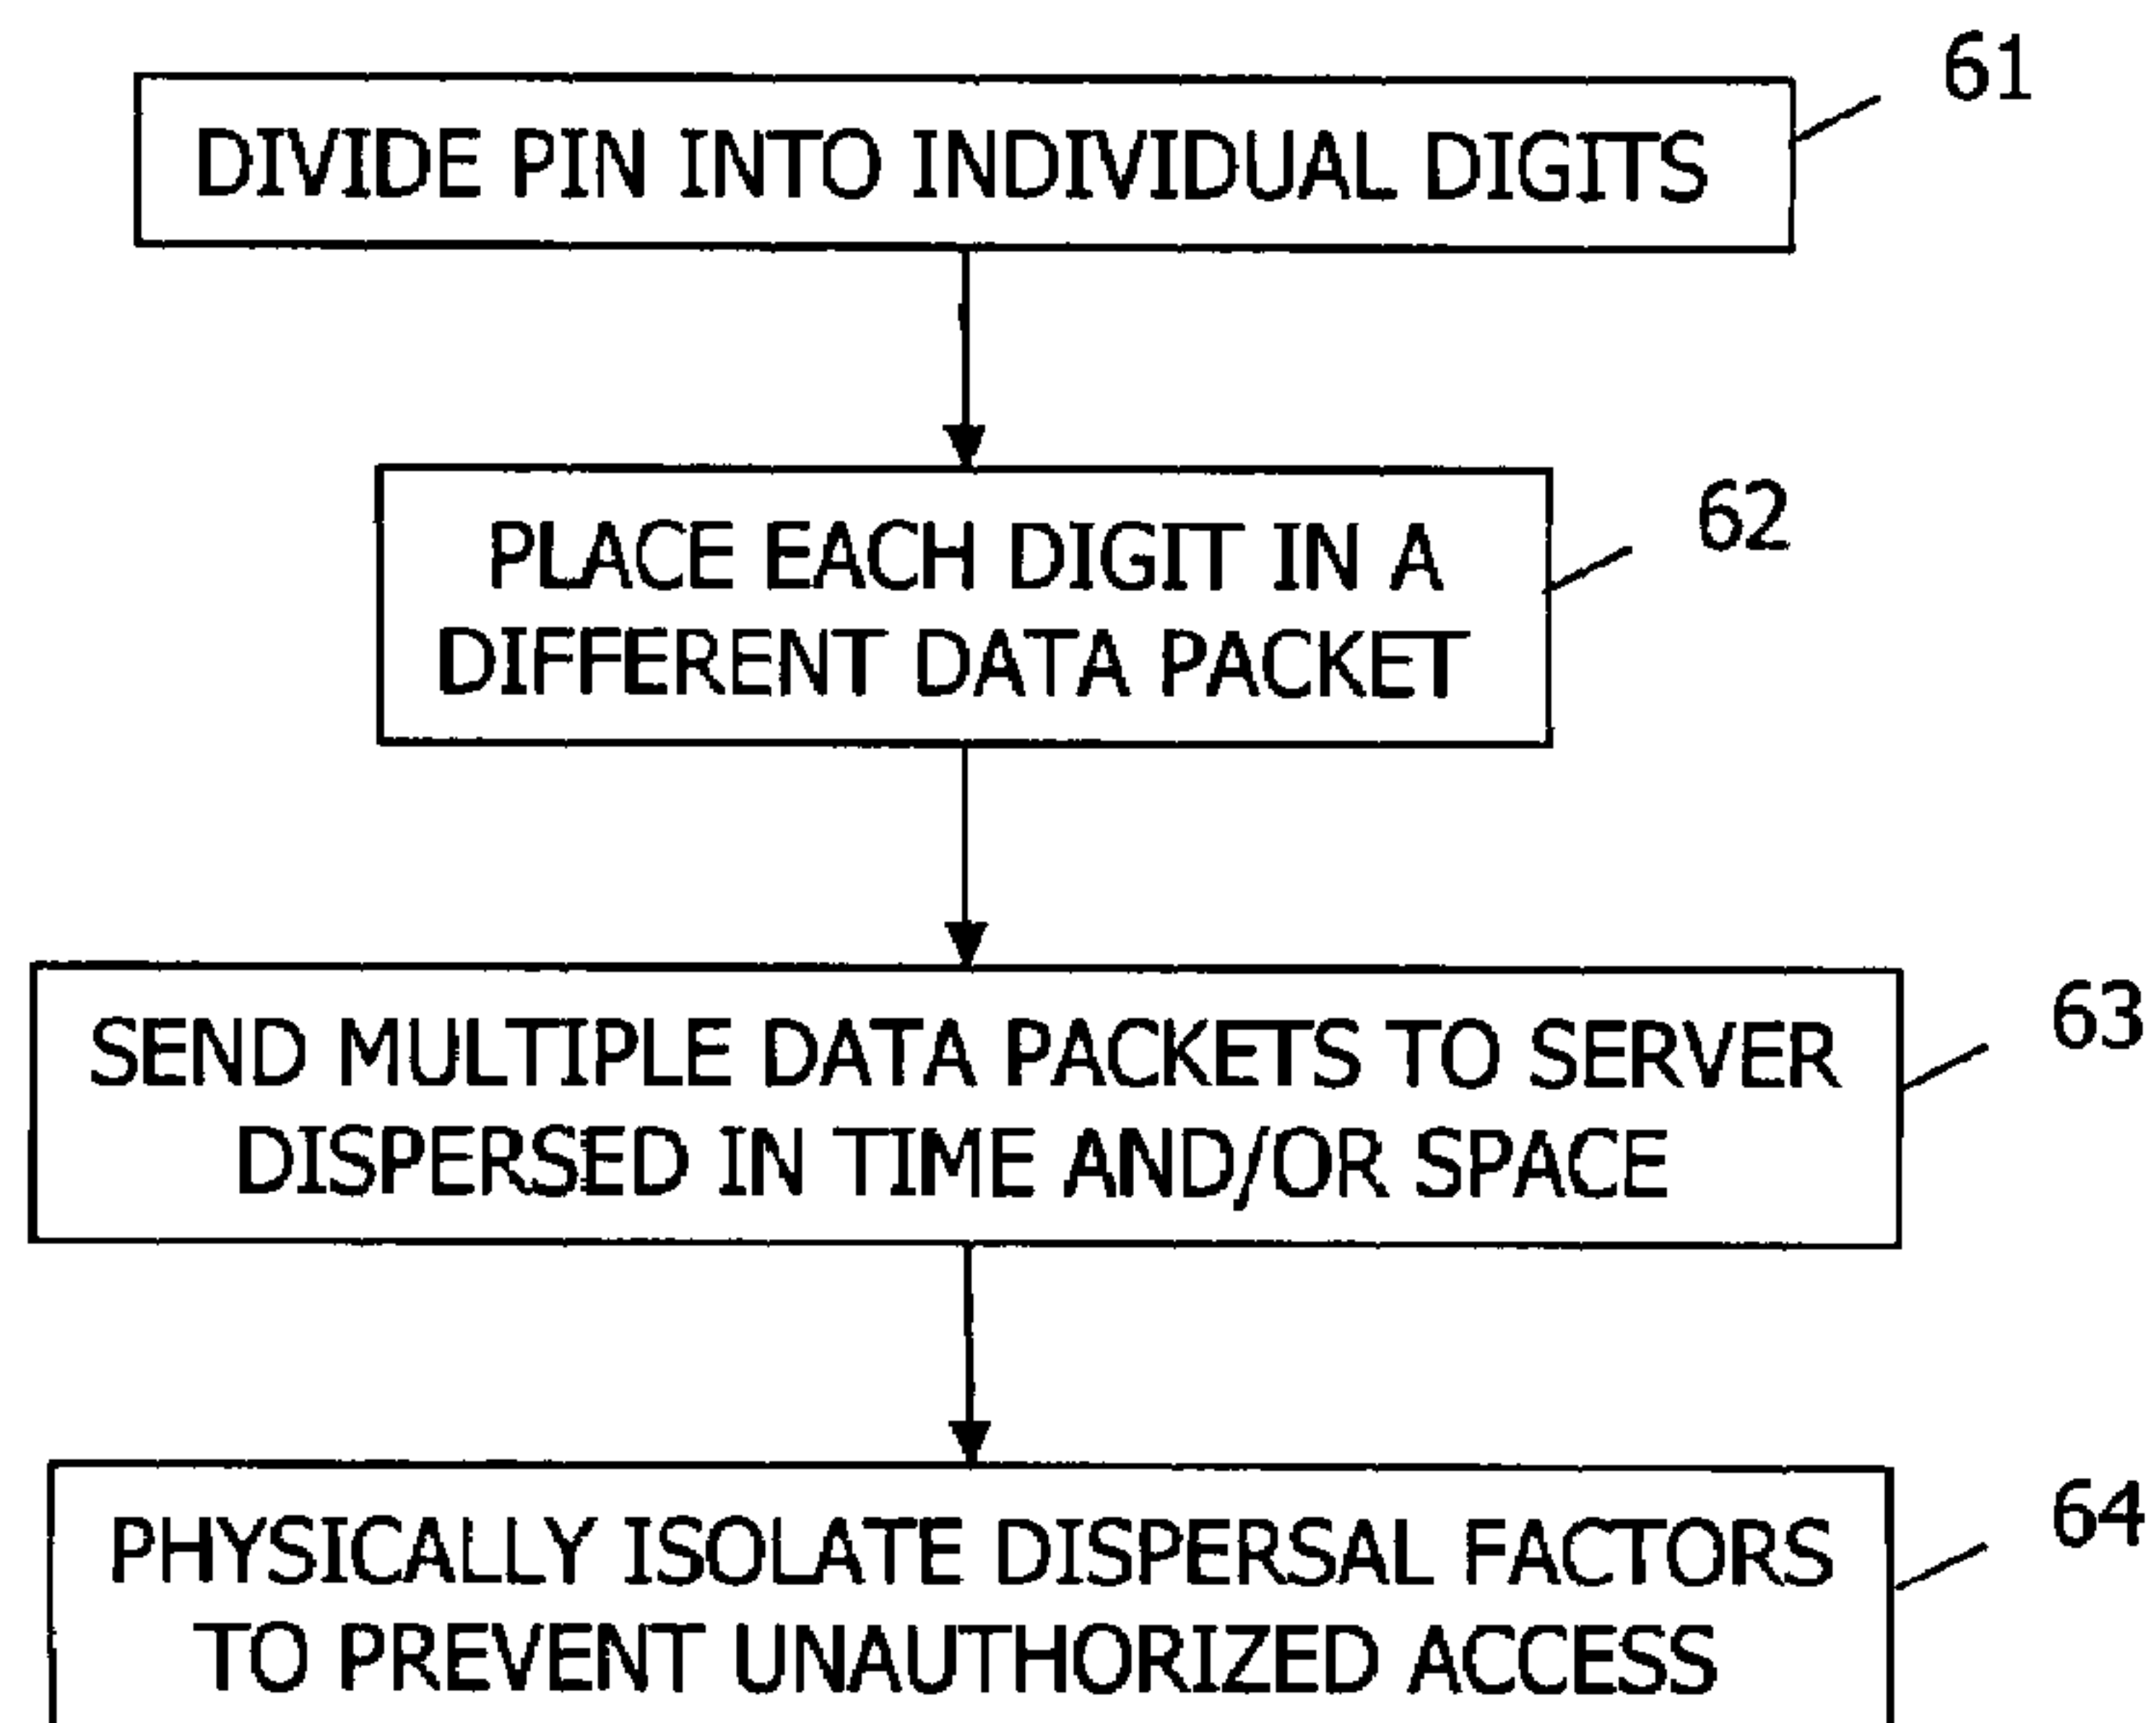 61
DIVIDE PIN INTO INDIVIDUAL DIGITS
62
PLACE EACH DIGIT IN A
DIFFERENT DATA PACKET
63
SEND MULTIPLE DATA PACKETS TO SERVER
DISPERSED IN TIME AND/OR SPACE
64
PHYSICALLY ISOLATE DISPERSAL FACTORS
TO PREVENT UNAUTHORIZED ACCESS